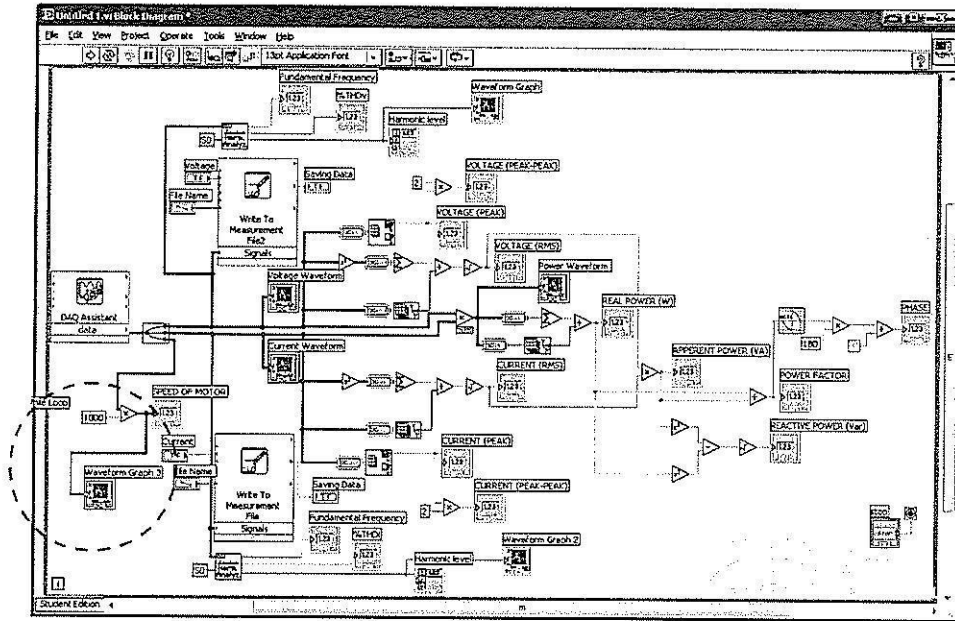 Untitled 1.vi Block Diagram *
File Edit View Project Operate Tools Window Help
13pt Application Font
Fundamental Frequency
%THDv
Harmonic level
Waveform Graph
50
Voltage
File Name
Write To
Measurement
File2
Signals
Saving Data
2
VOLTAGE (PEAK-PEAK)
VOLTAGE (PEAK)
VOLTAGE (RMS)
Voltage Waveform
Power Waveform
REAL POWER (W)
DAQ Assistant
data
PHASE
180
Current Waveform
CURRENT (RMS)
APPERENT POWER (VA)
POWER FACTOR
REACTIVE POWER (Var)
SPEED OF MOTOR
1000
Current
File Name
Waveform Graph 3
Write To
Measurement
File
Signals
CURRENT (PEAK)
Saving Data
2
CURRENT (PEAK-PEAK)
Fundamental Frequency
%THDi
Harmonic level
Waveform Graph 2
50
stop
i
Student Edition